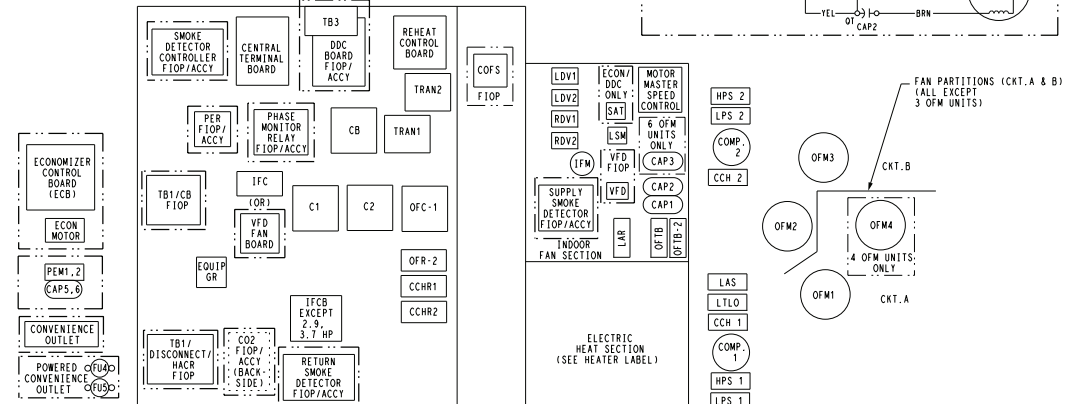 YEL
QT
CAP2
BRN
SMOKE
DETECTOR
CONTROLLER
FIOP/ACCY
CENTRAL
TERMINAL
BOARD
TB3
DDC
BOARD
FIOP/
ACCY
REHEAT
CONTROL
BOARD
TRAN2
COFS
FIOP
PER
FIOP/
ACCY
PHASE
MONITOR
RELAY
FIOP/ACCY
CB
TRAN1
ECONOMIZER
CONTROL
BOARD
(ECB)
ECON
MOTOR
PEM1,2
CAP5,6
CONVENIENCE
OUTLET
POWERED
CONVENIENCE
OUTLET
FU4
FU5
TB1/CB
FIOP
IFC
(OR)
VFD
FAN
BOARD
C1
C2
OFC-1
EQUIP
GR
OFR-2
CCHR1
CCHR2
IFCB
EXCEPT
2.9,
3.7 HP
TB1/
DISCONNECT/
HACR
FIOP
CO2
FIOP/
ACCY
(BACK-
SIDE)
RETURN
SMOKE
DETECTOR
FIOP/ACCY
LDV1
LDV2
RDV1
RDV2
ECON/
DDC
ONLY
SAT
MOTOR
MASTER
SPEED
CONTROL
LSM
6 OFM
UNITS
ONLY
CAP3
IFM
VFD
FIOP
VFD
CAP2
CAP1
SUPPLY
SMOKE
DETECTOR
FIOP/ACCY
LAR
OFTB
OFTB-2
INDOOR
FAN SECTION
ELECTRIC
HEAT SECTION
(SEE HEATER LABEL)
HPS 2
LPS 2
COMP.
2
CCH 2
LAS
LTLO
CCH 1
COMP.
1
HPS 1
LPS 1
FAN PARTITIONS (CKT.A & B)
(ALL EXCEPT
3 OFM UNITS)
OFM3
CKT.B
OFM2
OFM4
4 OFM UNITS
ONLY
OFM1
CKT.A